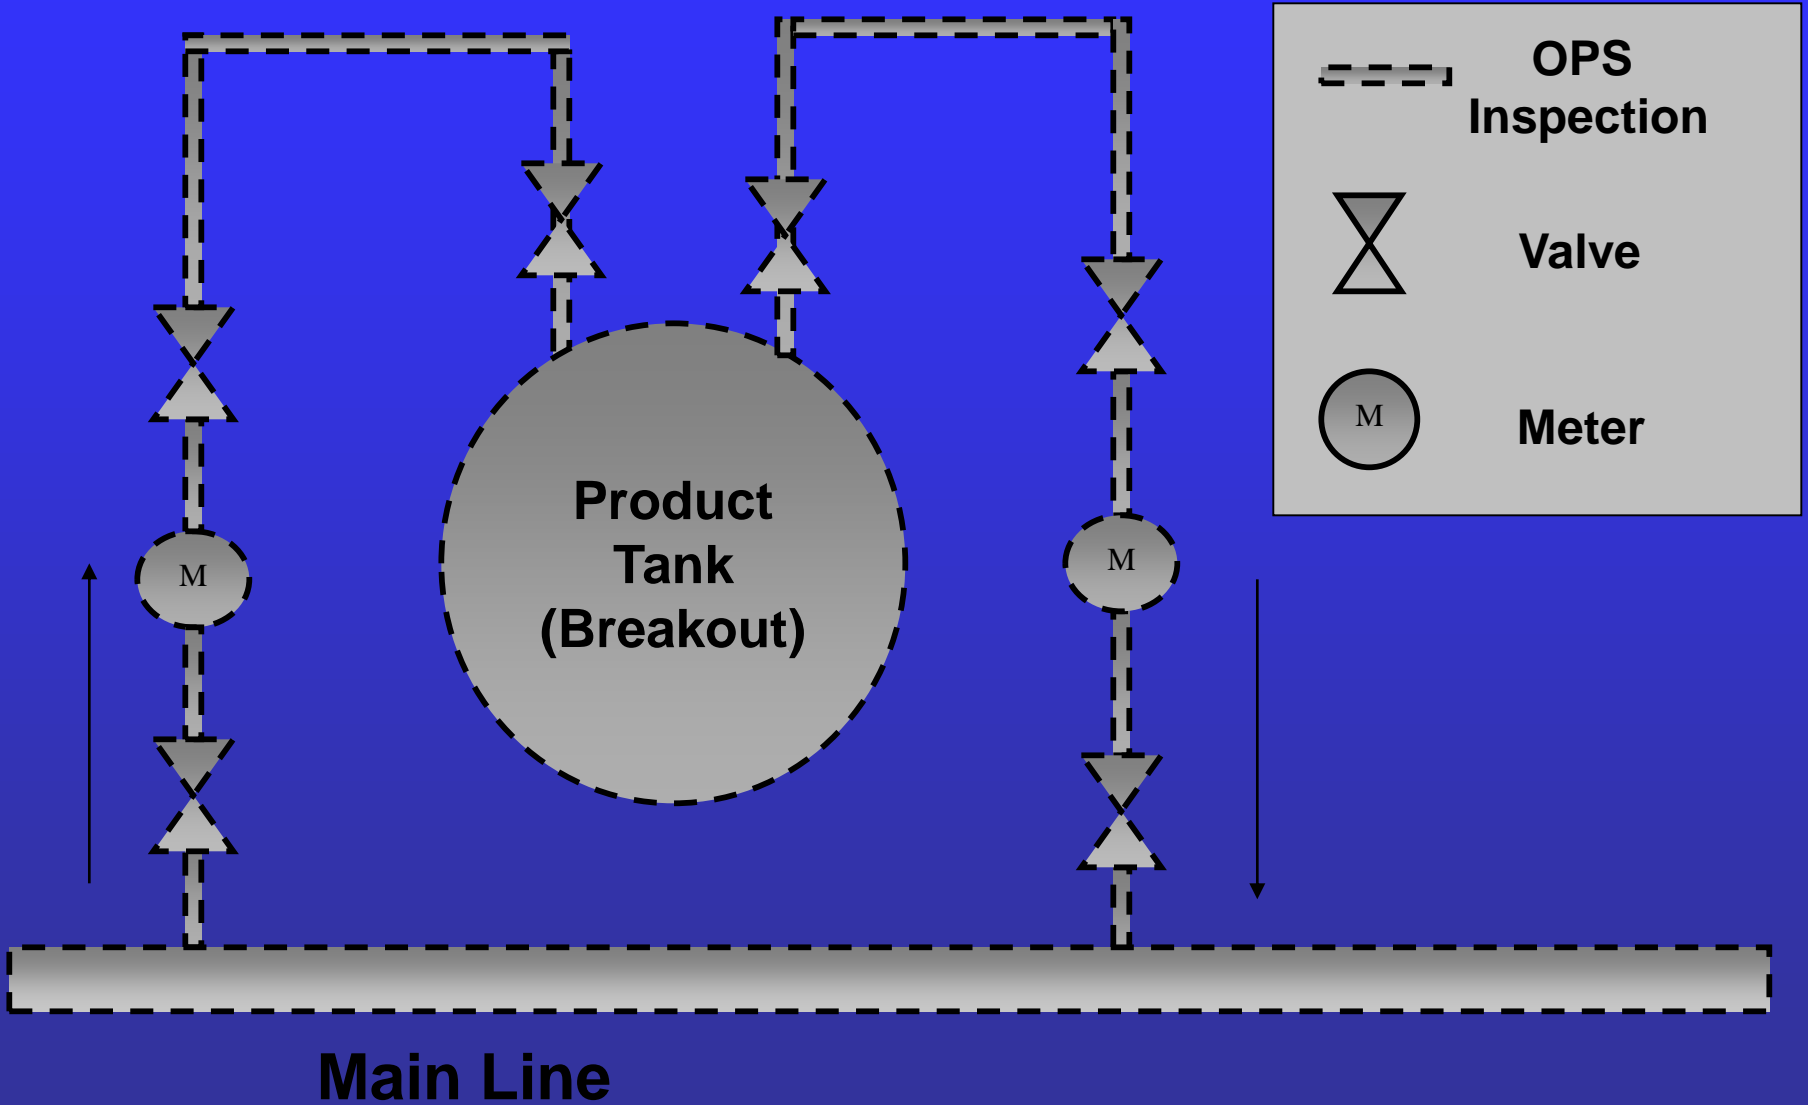 OPS
Inspection
Valve
M
Meter
Product
Tank
(Breakout)
M
M
Main Line